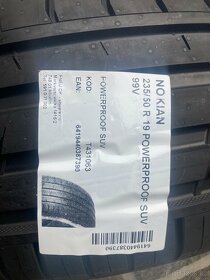 NOKIAN
235/50 R 19 POWERPROOF SUV
99V
POWERPROOF SUV
KOD: T431063
EAN: 6419440387390
6419440387390